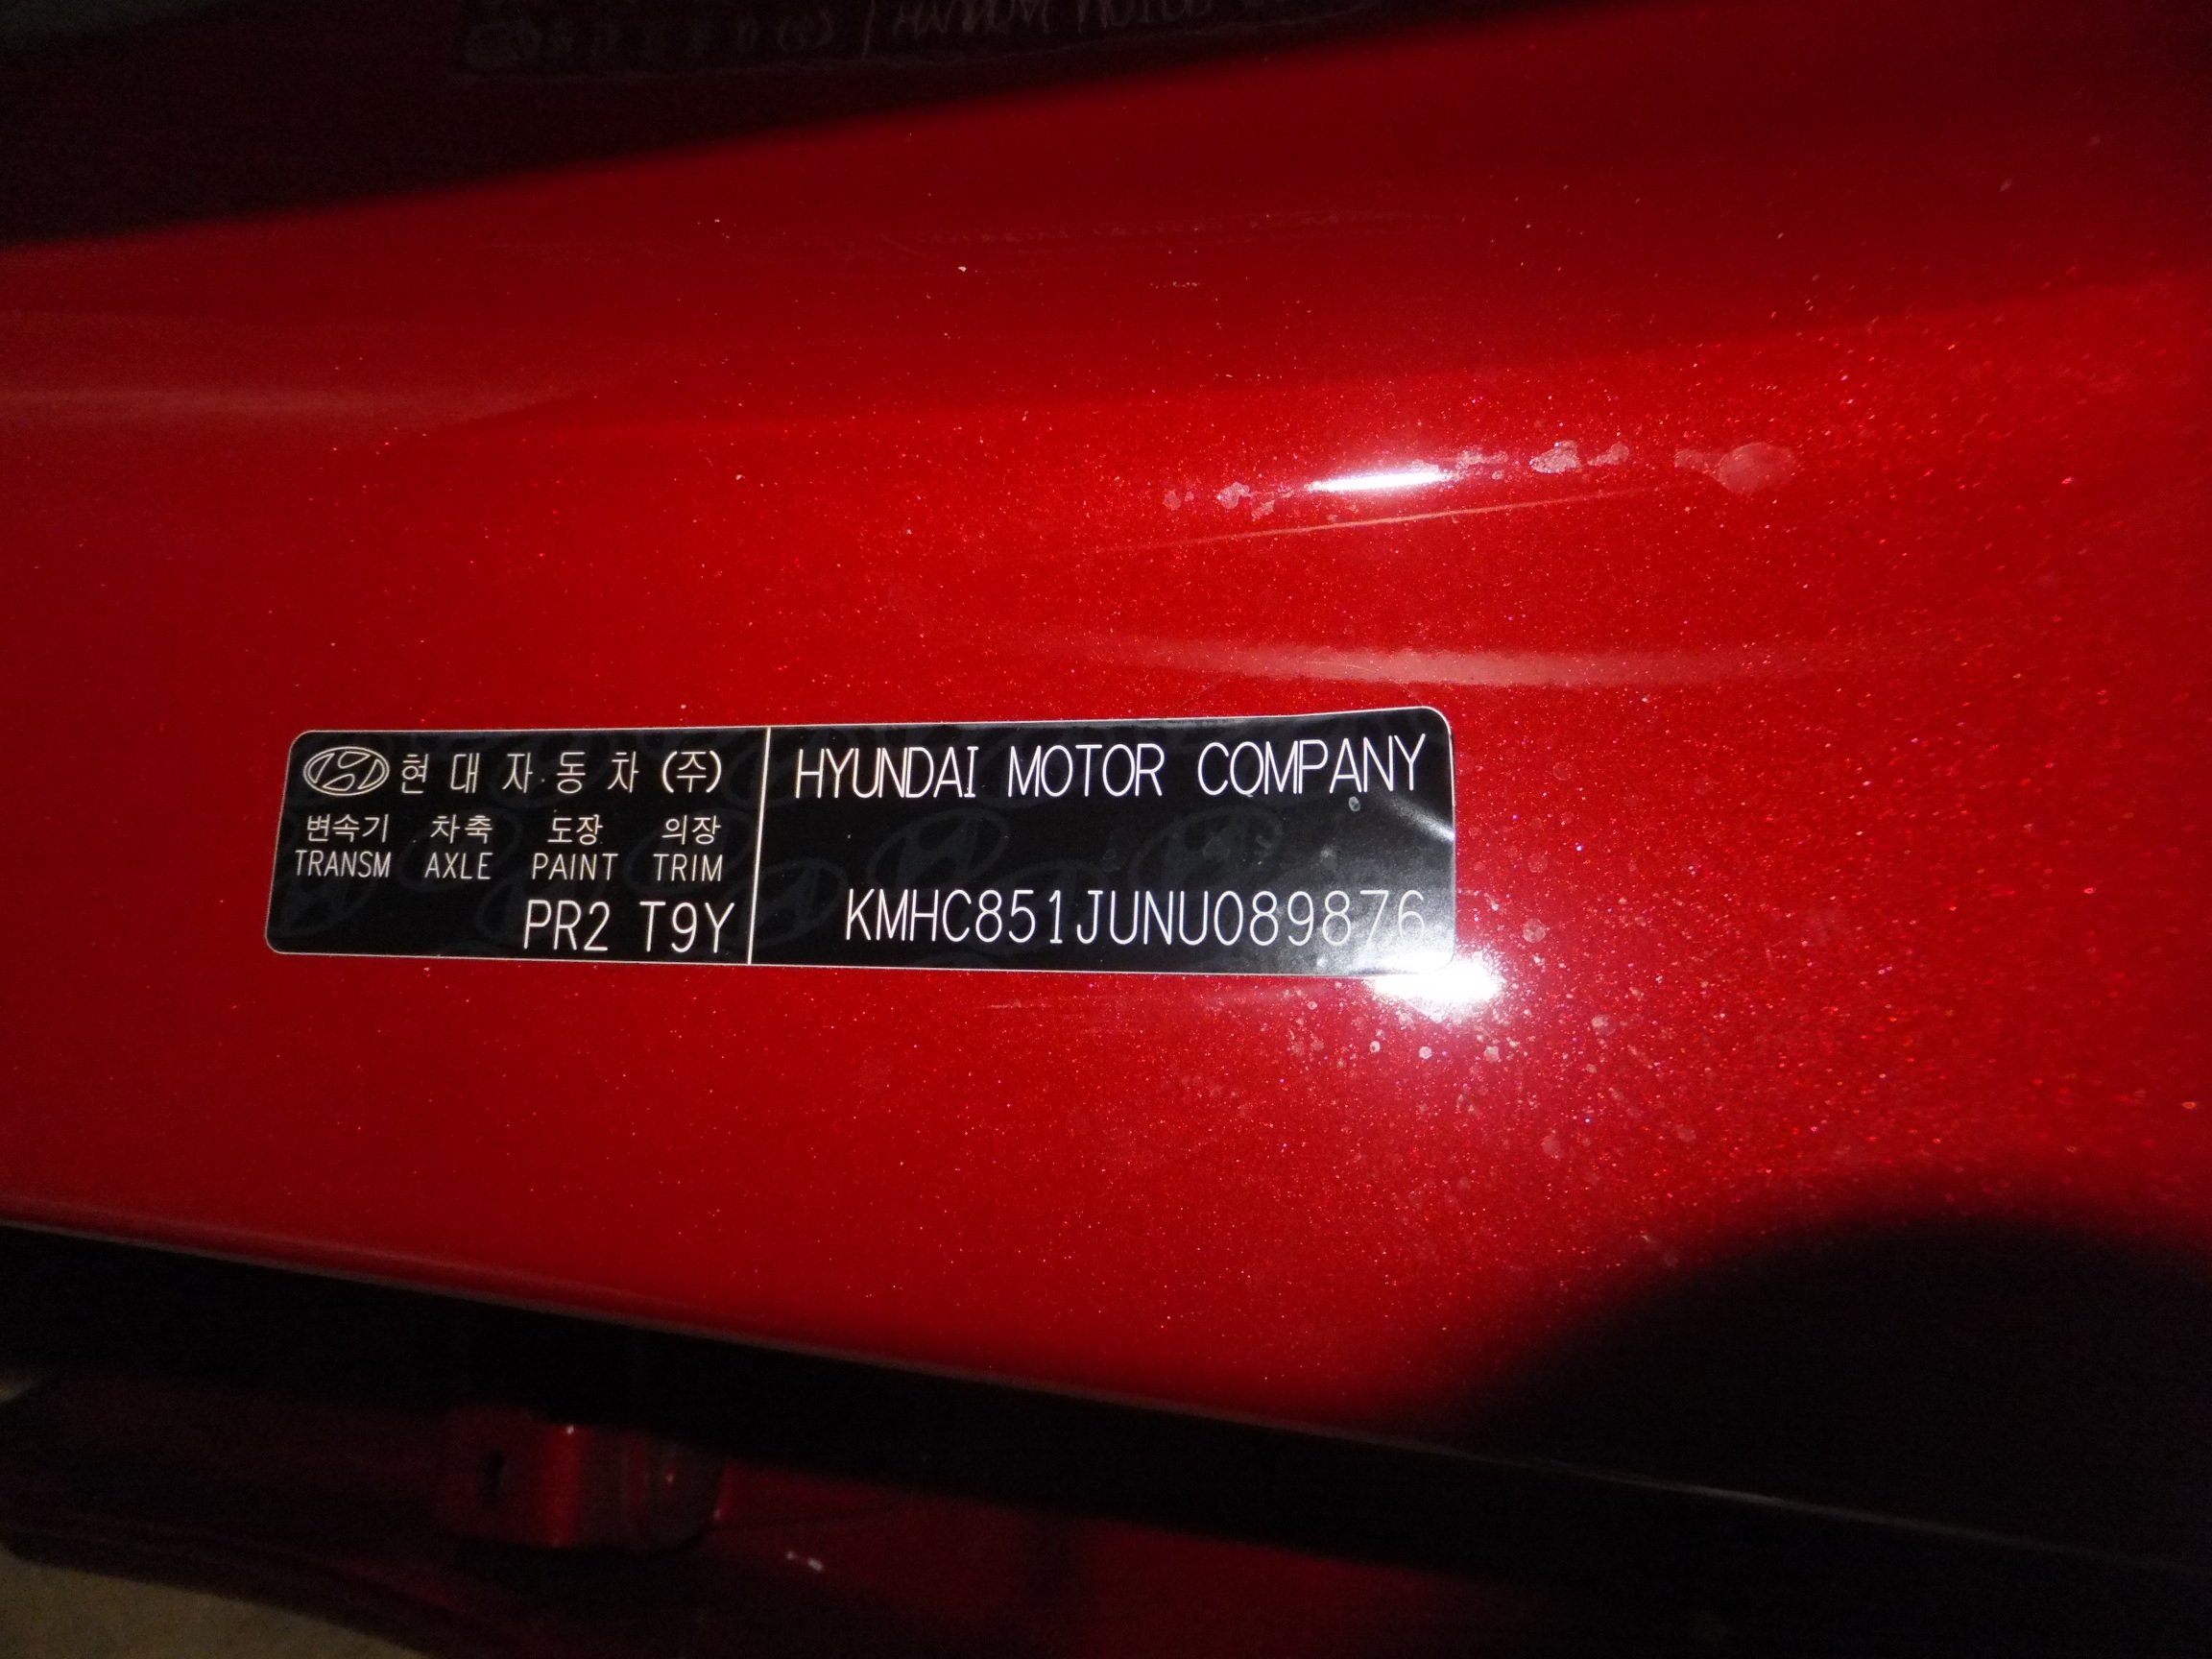 현대자동차 (주)
변속기 차축 도장 의장
TRANSM AXLE PAINT TRIM
PR2 T9Y
HYUNDAI MOTOR COMPANY
KMHC851JUNU089876